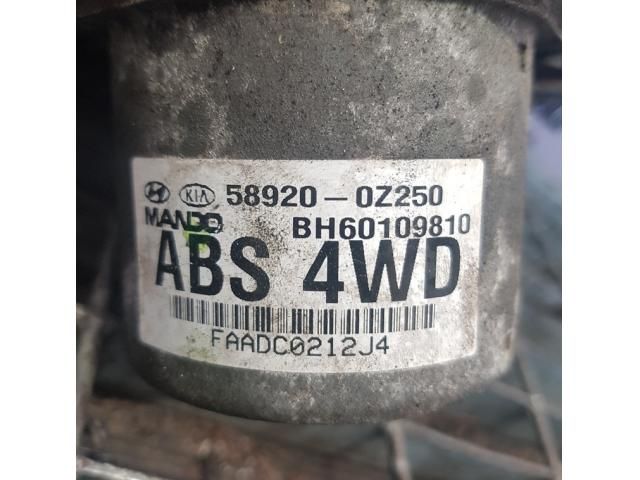 KIA 58920-0Z250
MANDO BH60109810
ABS 4WD
FAADC0212J4